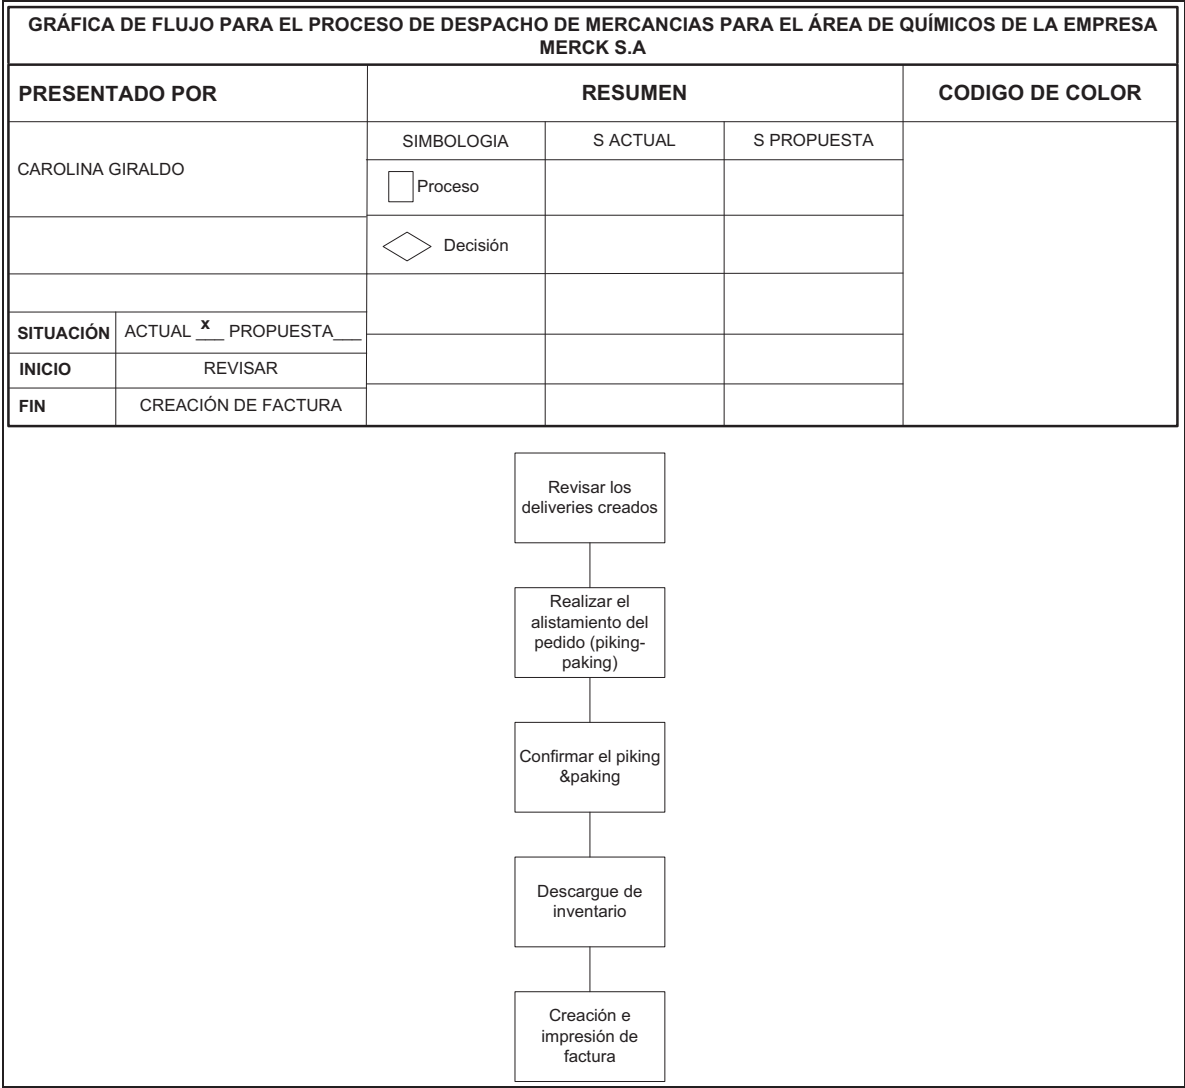 GRÁFICA DE FLUJO PARA EL PROCESO DE DESPACHO DE MERCANCIAS PARA EL ÁREA DE QUÍMICOS DE LA EMPRESA
MERCK S.A
PRESENTADO POR
RESUMEN
CODIGO DE COLOR
CAROLINA GIRALDO
SIMBOLOGIA
S ACTUAL
S PROPUESTA
Proceso
Decisión
SITUACIÓN
ACTUAL _x_ PROPUESTA___
INICIO
REVISAR
FIN
CREACIÓN DE FACTURA
Revisar los
deliveries creados
Realizar el
alistamiento del
pedido (piking-
paking)
Confirmar el piking
&paking
Descargue de
inventario
Creación e
impresión de
factura